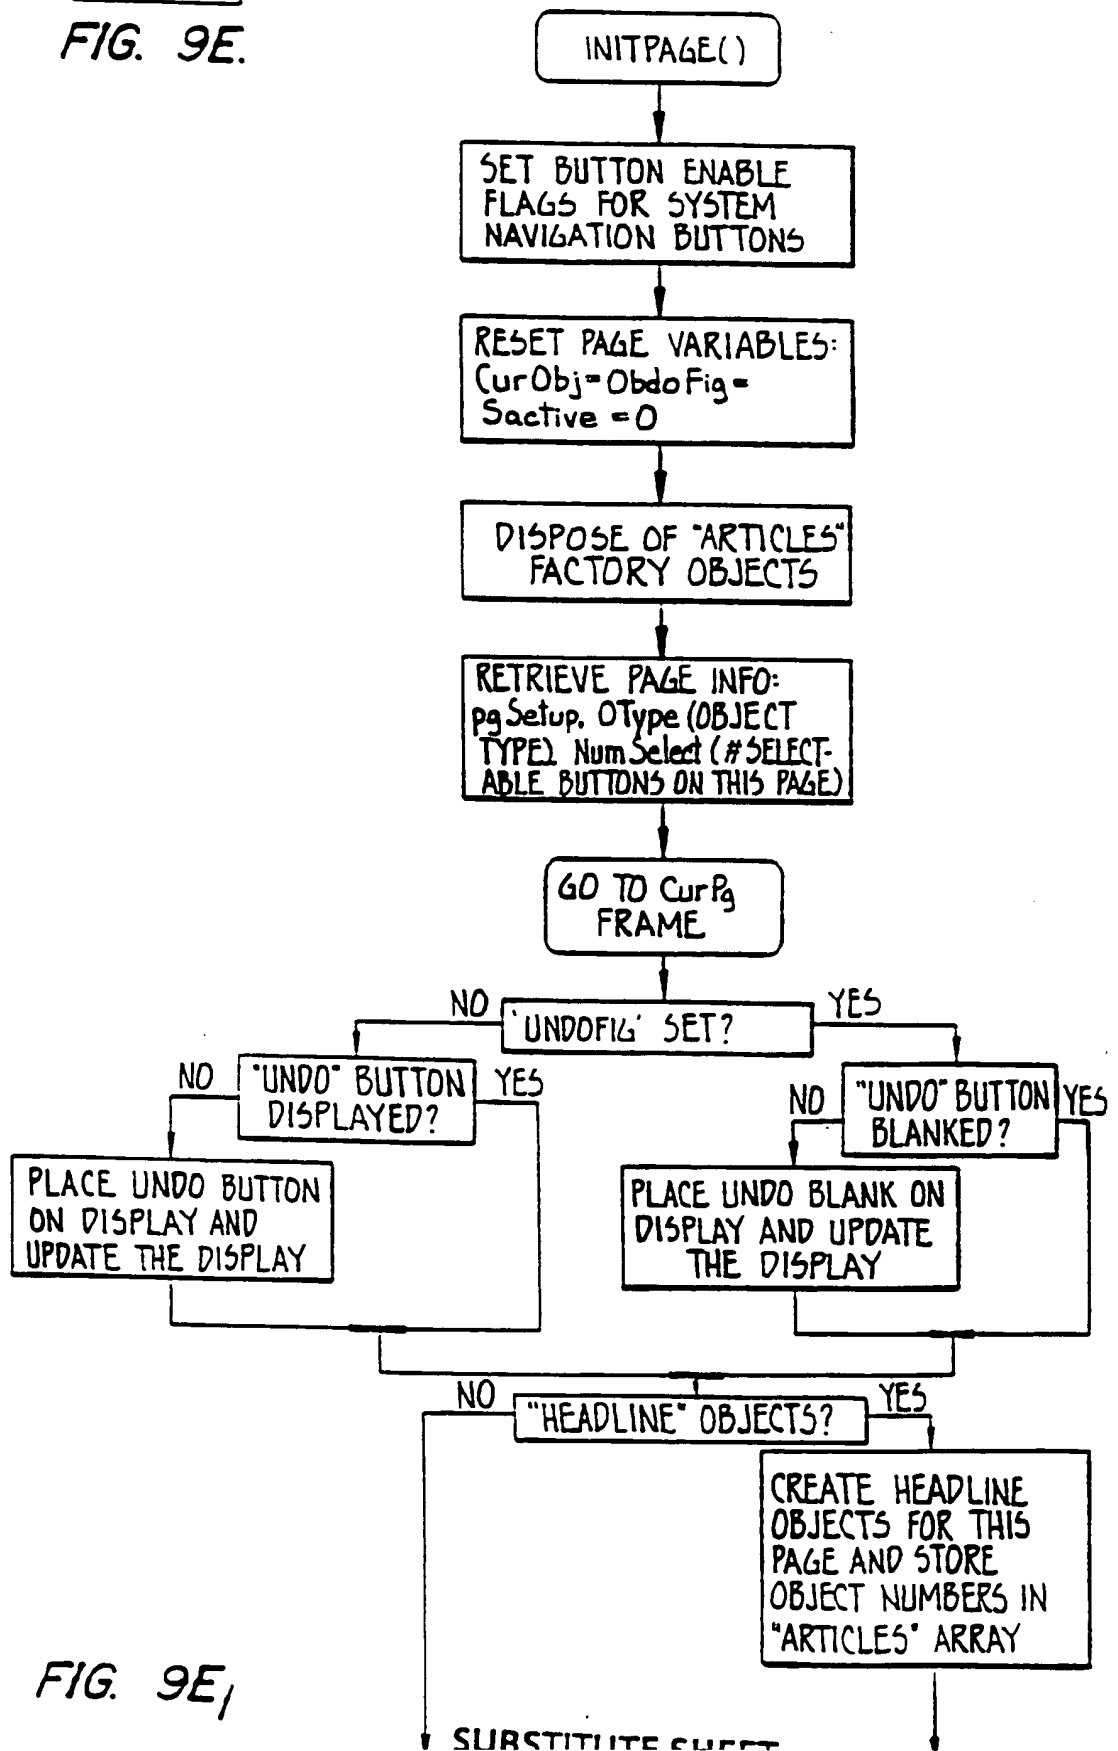 FIG. 9E.
INITPAGE()
SET BUTTON ENABLE
FLAGS FOR SYSTEM
NAVIGATION BUTTONS
RESET PAGE VARIABLES:
CurObj=ObdoFig=
Sactive=0
DISPOSE OF "ARTICLES"
FACTORY OBJECTS
RETRIEVE PAGE INFO:
pgSetup, OType (OBJECT
TYPE), NumSelect (#SELECT-
ABLE BUTTONS ON THIS PAGE)
GO TO CurPg
FRAME
NO
'UNDOFIG' SET?
YES
NO
"UNDO" BUTTON
DISPLAYED?
YES
NO
"UNDO" BUTTON
BLANKED?
YES
PLACE UNDO BUTTON
ON DISPLAY AND
UPDATE THE DISPLAY
PLACE UNDO BLANK ON
DISPLAY AND UPDATE
THE DISPLAY
NO
"HEADLINE" OBJECTS?
YES
CREATE HEADLINE
OBJECTS FOR THIS
PAGE AND STORE
OBJECT NUMBERS IN
"ARTICLES" ARRAY
FIG. 9E1
SUBSTITUTE SHEET